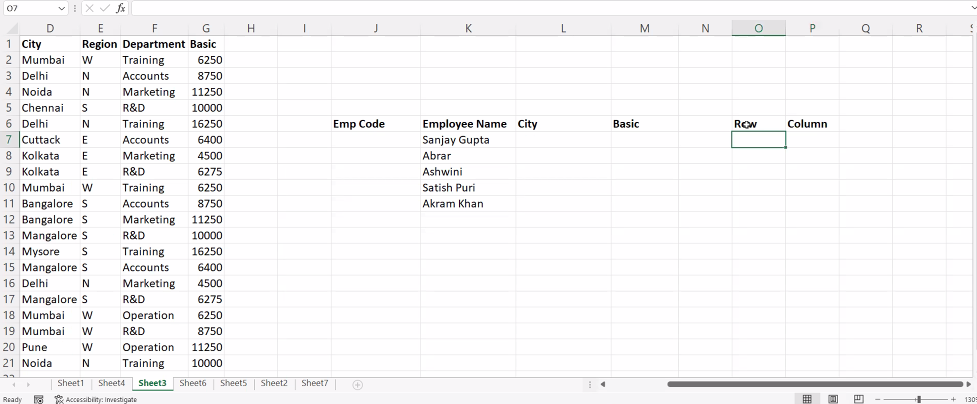 O7 fx
D E F G H I J K L M N O P Q R S
1 City Region Department Basic
2 Mumbai W Training 6250
3 Delhi N Accounts 8750
4 Noida N Marketing 11250
5 Chennai S R&D 10000
6 Delhi N Training 16250 Emp Code Employee Name City Basic Row Column
7 Cuttack E Accounts 6400 Sanjay Gupta
8 Kolkata E Marketing 4500 Abrar
9 Kolkata E R&D 6275 Ashwini
10 Mumbai W Training 6250 Satish Puri
11 Bangalore S Accounts 8750 Akram Khan
12 Bangalore S Marketing 11250
13 Mangalore S R&D 10000
14 Mysore S Training 16250
15 Mangalore S Accounts 6400
16 Delhi N Marketing 4500
17 Mangalore S R&D 6275
18 Mumbai W Operation 6250
19 Mumbai W R&D 8750
20 Pune W Operation 11250
21 Noida N Training 10000
Sheet1 Sheet4 Sheet3 Sheet6 Sheet5 Sheet2 Sheet7
Ready Accessibility: Investigate